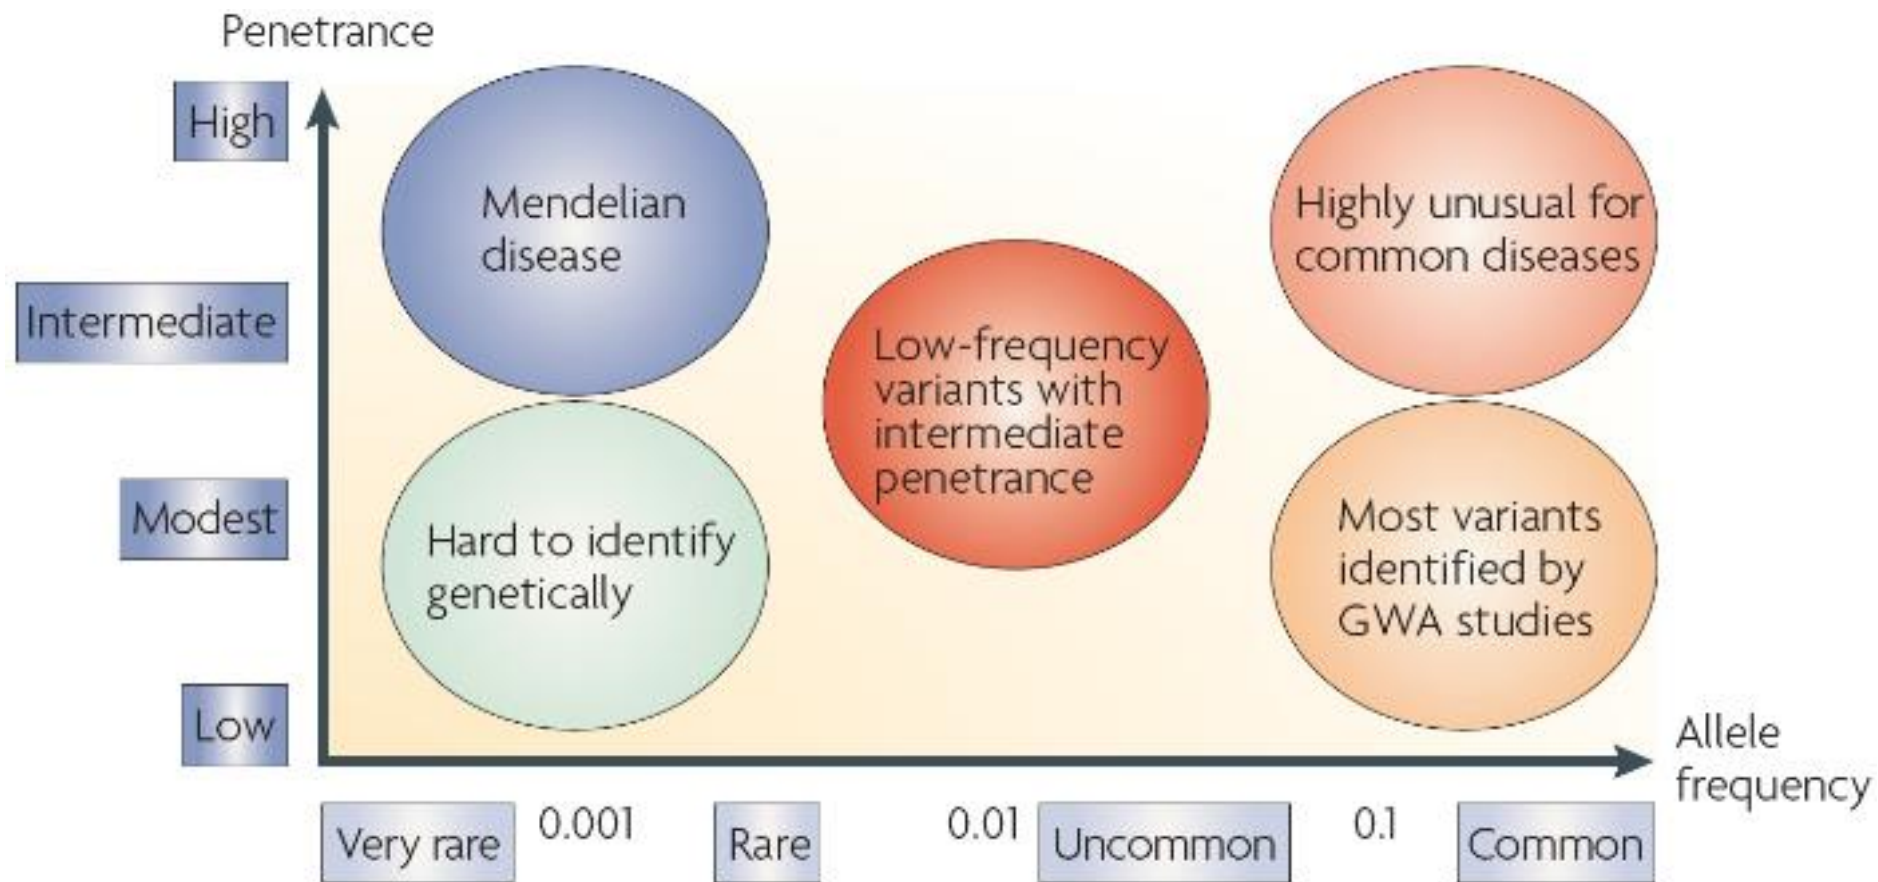 Penetrance
High
Mendelian
disease
Highly unusual for
common diseases
Intermediate
Low-frequency
variants with
intermediate
penetrance
Modest
Hard to identify
genetically
Most variants
identified by
GWA studies
Low
Allele
frequency
Very rare
0.001
Rare
0.01
Uncommon
0.1
Common